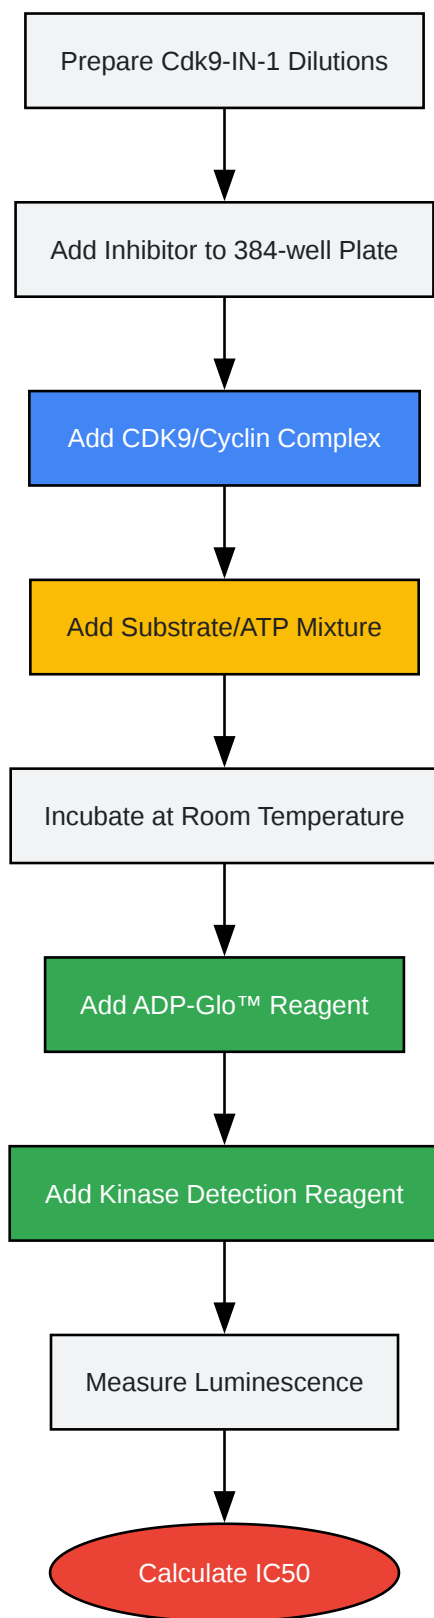 Prepare Cdk9-IN-1 Dilutions
Add Inhibitor to 384-well Plate
Add CDK9/Cyclin Complex
Add Substrate/ATP Mixture
Incubate at Room Temperature
Add ADP-Glo™ Reagent
Add Kinase Detection Reagent
Measure Luminescence
Calculate IC50